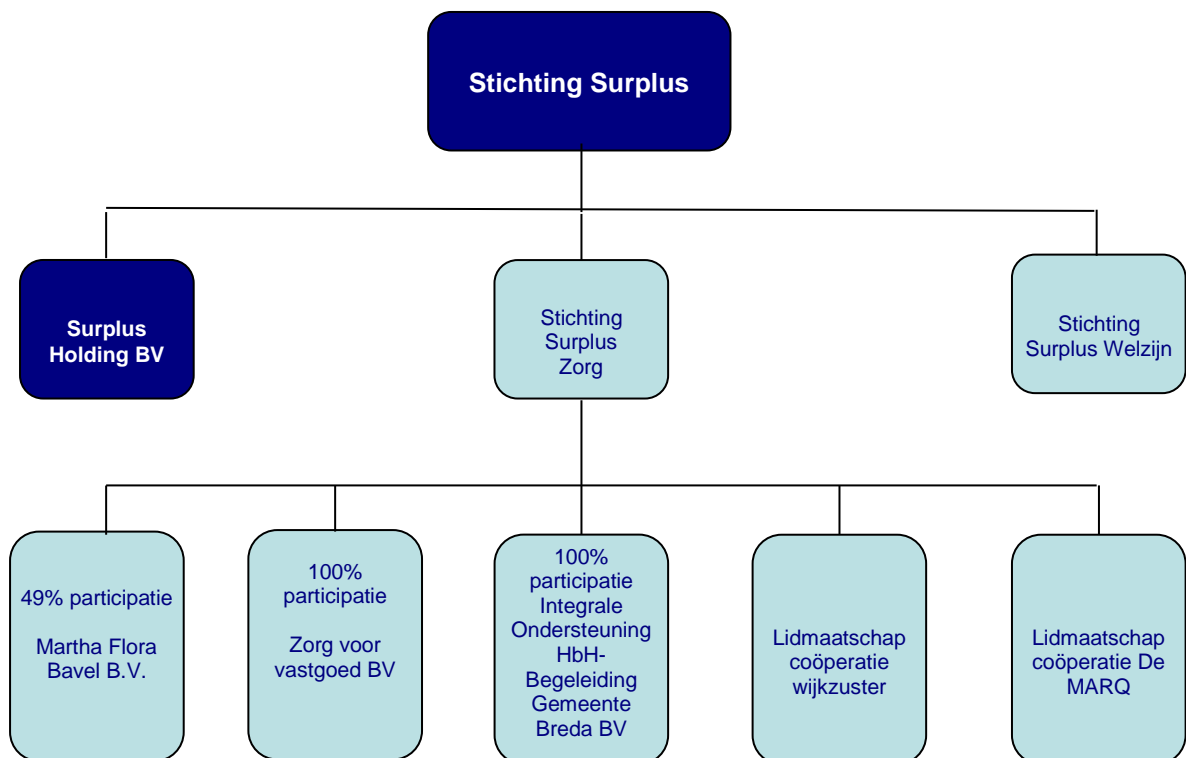 Stichting Surplus
Surplus
Holding BV
Stichting
Surplus
Zorg
Stichting
Surplus Welzijn
49% participatie
Martha Flora
Bavel B.V.
100%
participatie
Zorg voor
vastgoed BV
100%
participatie
Integrale
Ondersteuning
HbH-
Begeleiding
Gemeente
Breda BV
Lidmaatschap
coöperatie
wijkzuster
Lidmaatschap
coöperatie De
MARQ